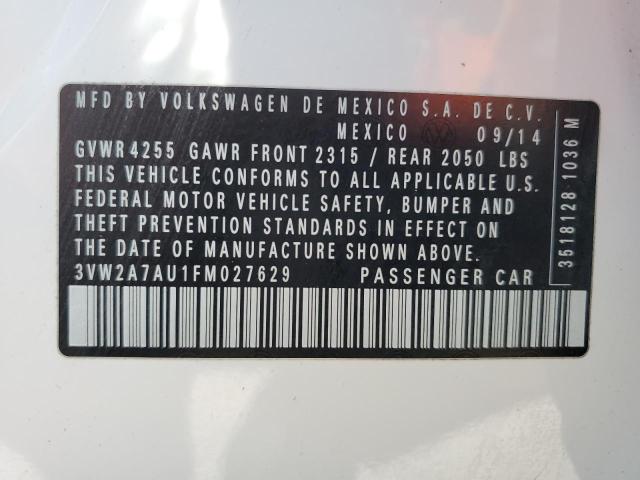 MFD BY VOLKSWAGEN DE MEXICO S.A. DE C.V.
MEXICO 09/14
GVWR 4255 GAWR FRONT 2315 / REAR 2050 LBS
THIS VEHICLE CONFORMS TO ALL APPLICABLE U.S.
FEDERAL MOTOR VEHICLE SAFETY, BUMPER AND
THEFT PREVENTION STANDARDS IN EFFECT ON
THE DATE OF MANUFACTURE SHOWN ABOVE.
3VW2A7AU1FM027629 PASSENGER CAR
3518128 1036 M